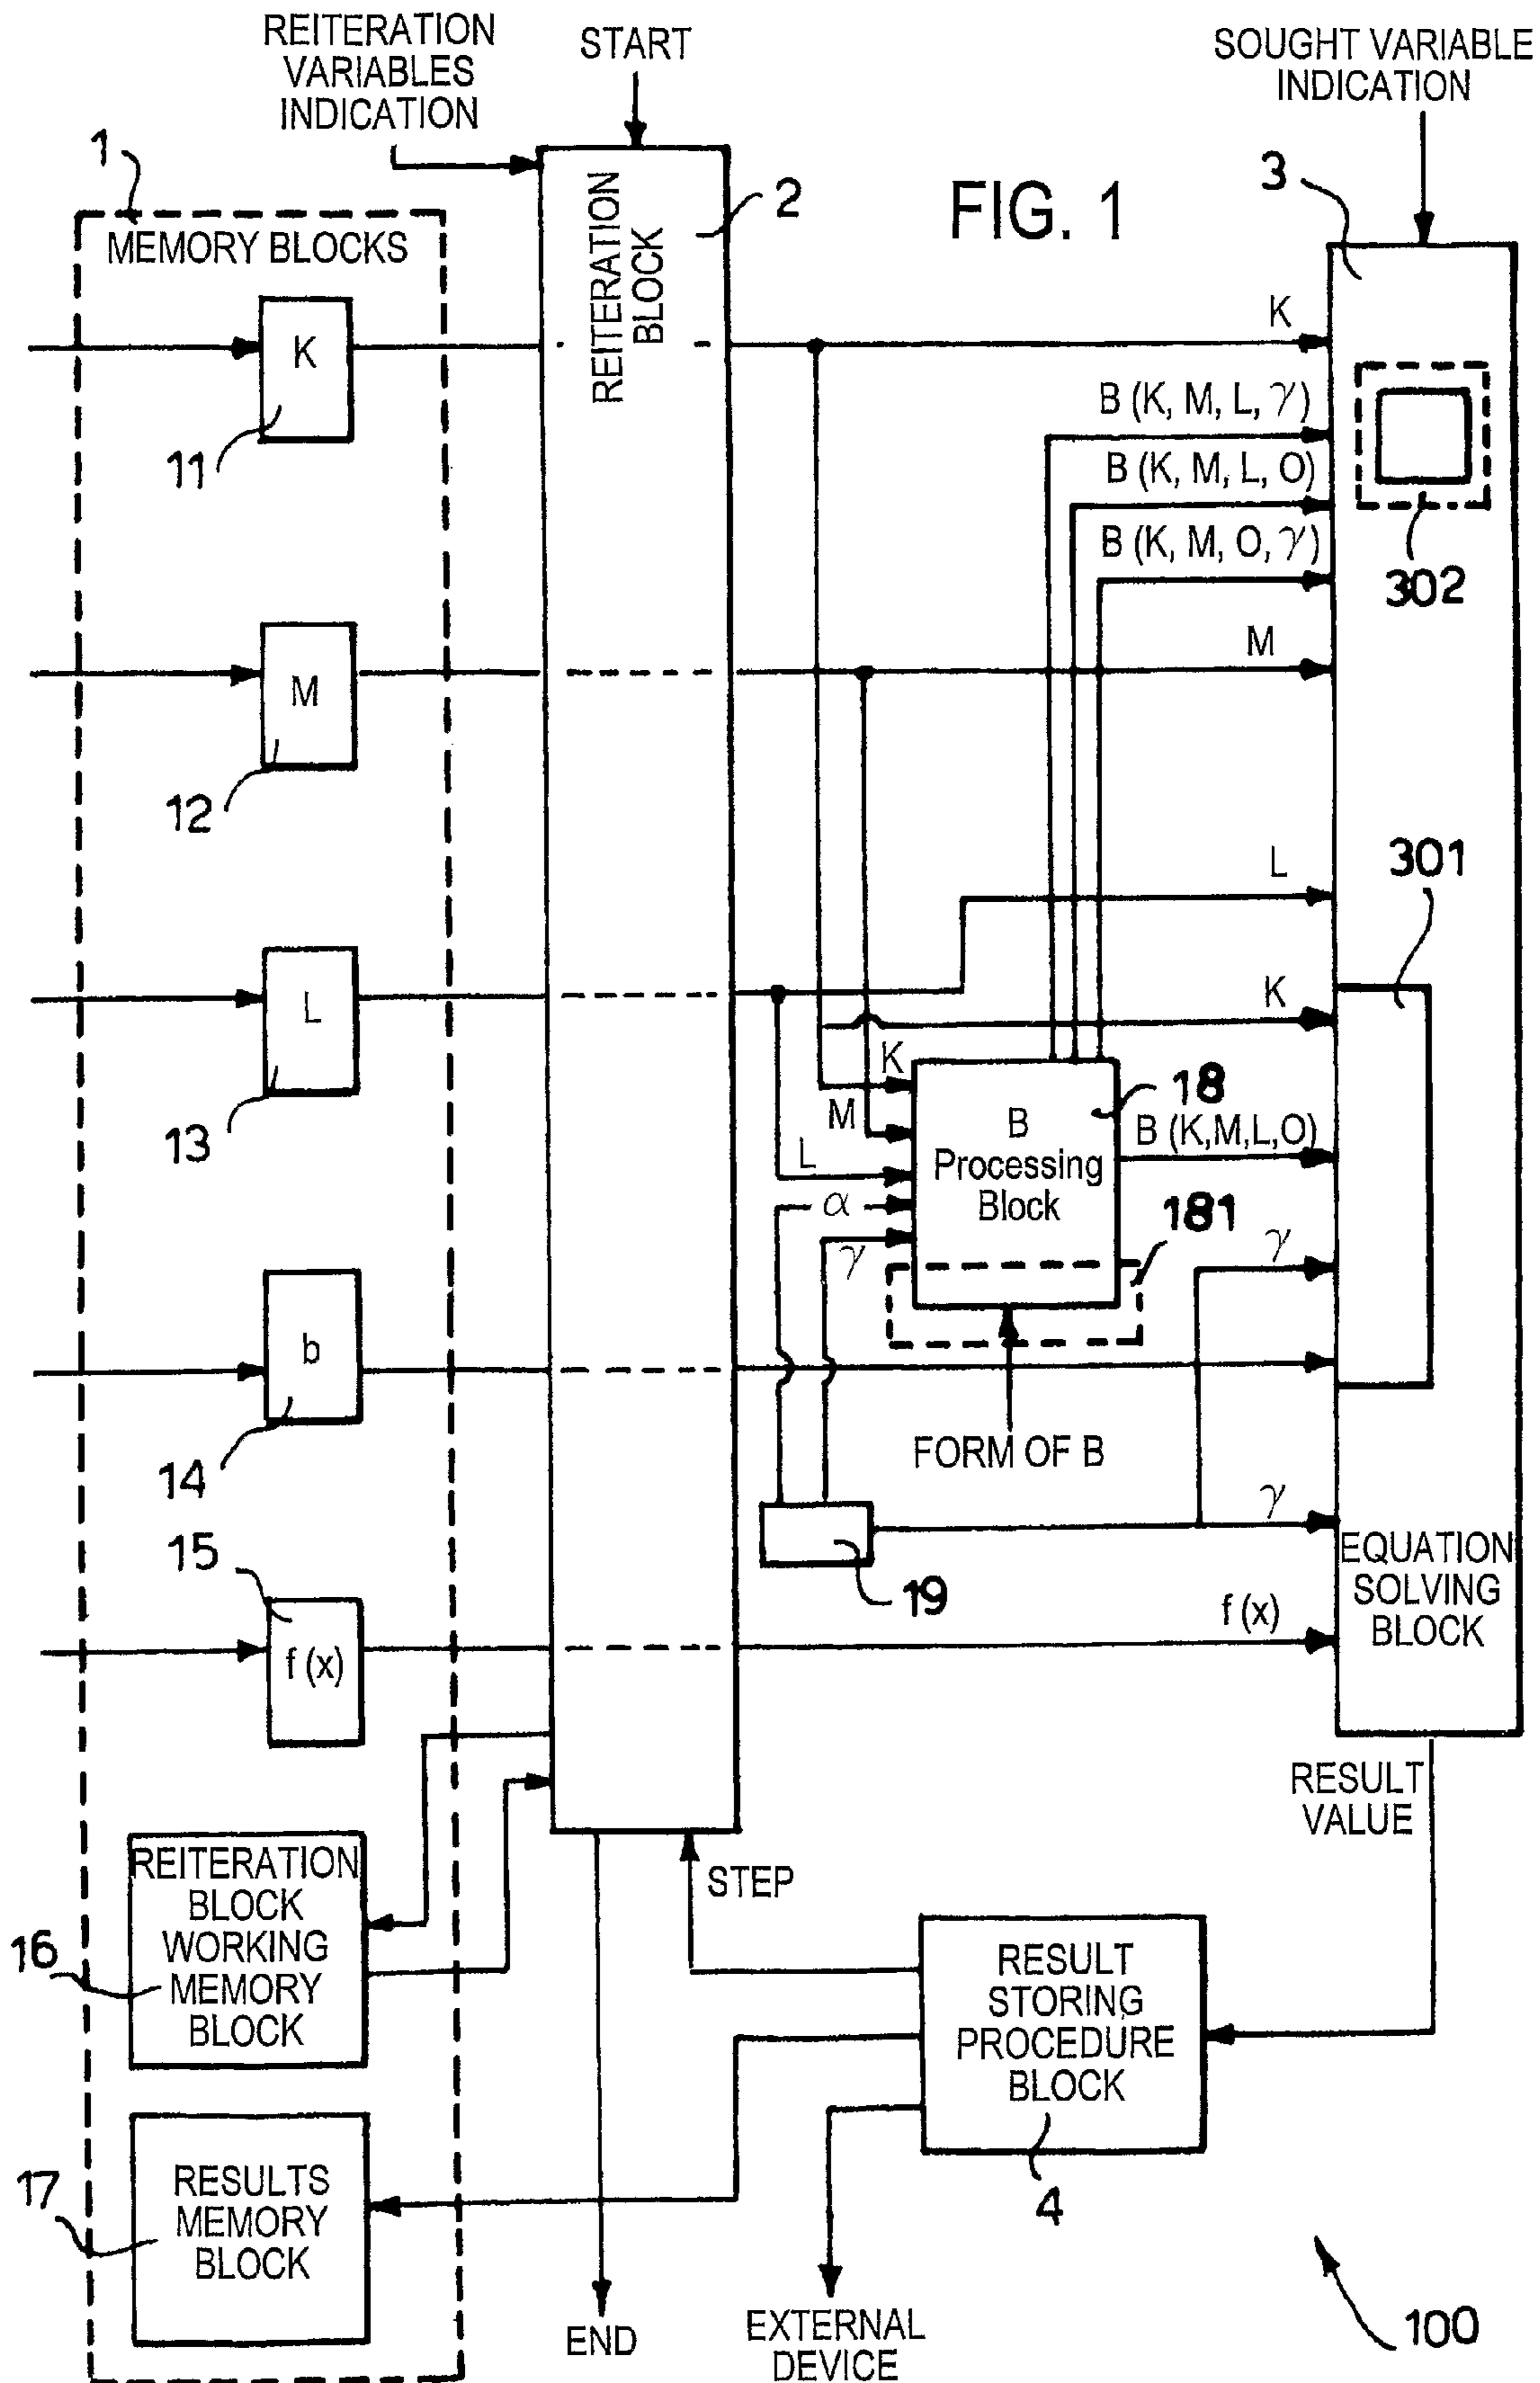 REITERATION
VARIABLES
INDICATION
START
SOUGHT VARIABLE
INDICATION
1
2
3
FIG. 1
MEMORY BLOCKS
REITERATION
BLOCK
K
11
K
B (K, M, L, γ)
B (K, M, L, O)
B (K, M, O, γ)
302
M
12
M
L
301
L
13
K
K
M
L
α
γ
B
Processing
Block
18
B (K,M,L,O)
181
γ
b
14
FORM OF B
γ
19
15
f (x)
f (x)
EQUATION
SOLVING
BLOCK
RESULT
VALUE
REITERATION
BLOCK
WORKING
MEMORY
BLOCK
16
STEP
RESULT
STORING
PROCEDURE
BLOCK
4
17
RESULTS
MEMORY
BLOCK
END
EXTERNAL
DEVICE
100